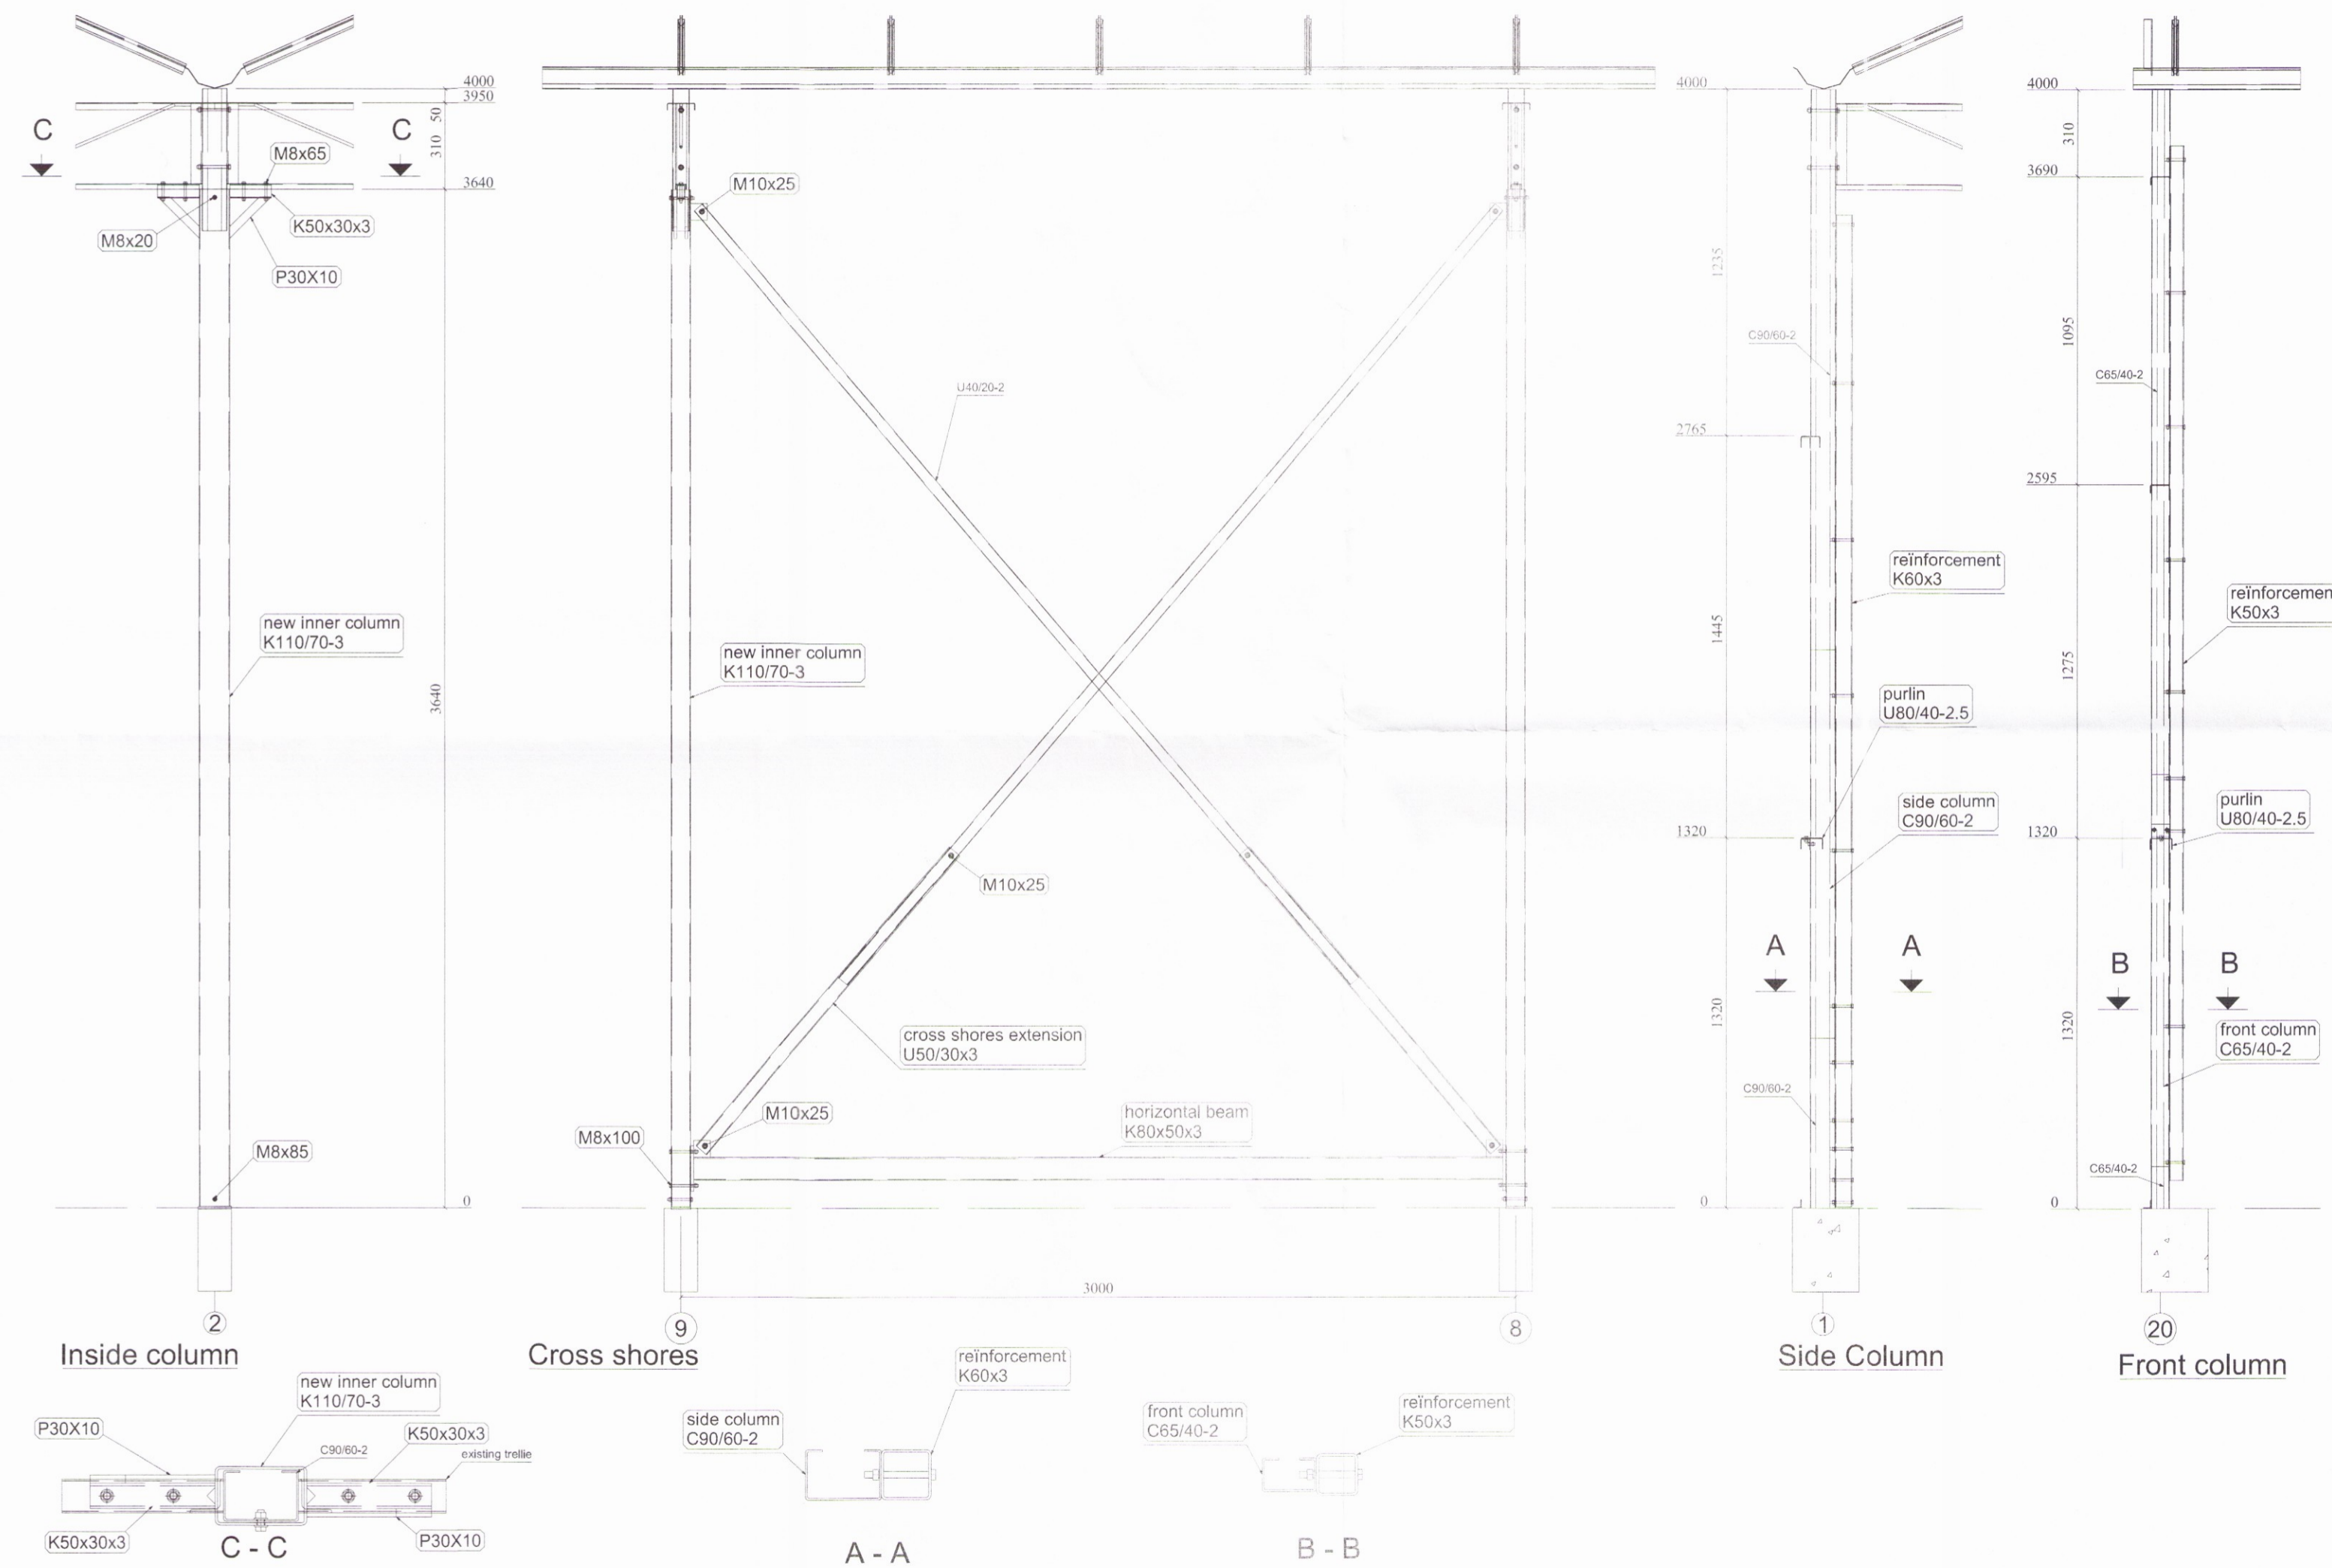 4000
3950
50
310
C
C
M8x65
3640
K50x30x3
M8x20
P30X10
new inner column
K110/70-3
3640
M8x85
0
2
Inside column
M10x25
U40/20-2
new inner column
K110/70-3
M10x25
cross shores extension
U50/30x3
M10x25
M8x100
horizontal beam
K80x50x3
3000
9
8
Cross shores
4000
1235
C90/60-2
2765
reïnforcement
K60x3
1445
purlin
U80/40-2.5
side column
C90/60-2
1320
A
A
1320
C90/60-2
0
1
Side Column
4000
310
3690
1095
C65/40-2
2595
reïnforcemen
K50x3
1275
purlin
U80/40-2.5
1320
B
B
1320
front column
C65/40-2
C65/40-2
0
20
Front column
new inner column
K110/70-3
P30X10
C90/60-2
K50x30x3
existing trellie
K50x30x3
P30X10
C - C
reïnforcement
K60x3
side column
C90/60-2
A - A
front column
C65/40-2
reïnforcement
K50x3
B - B